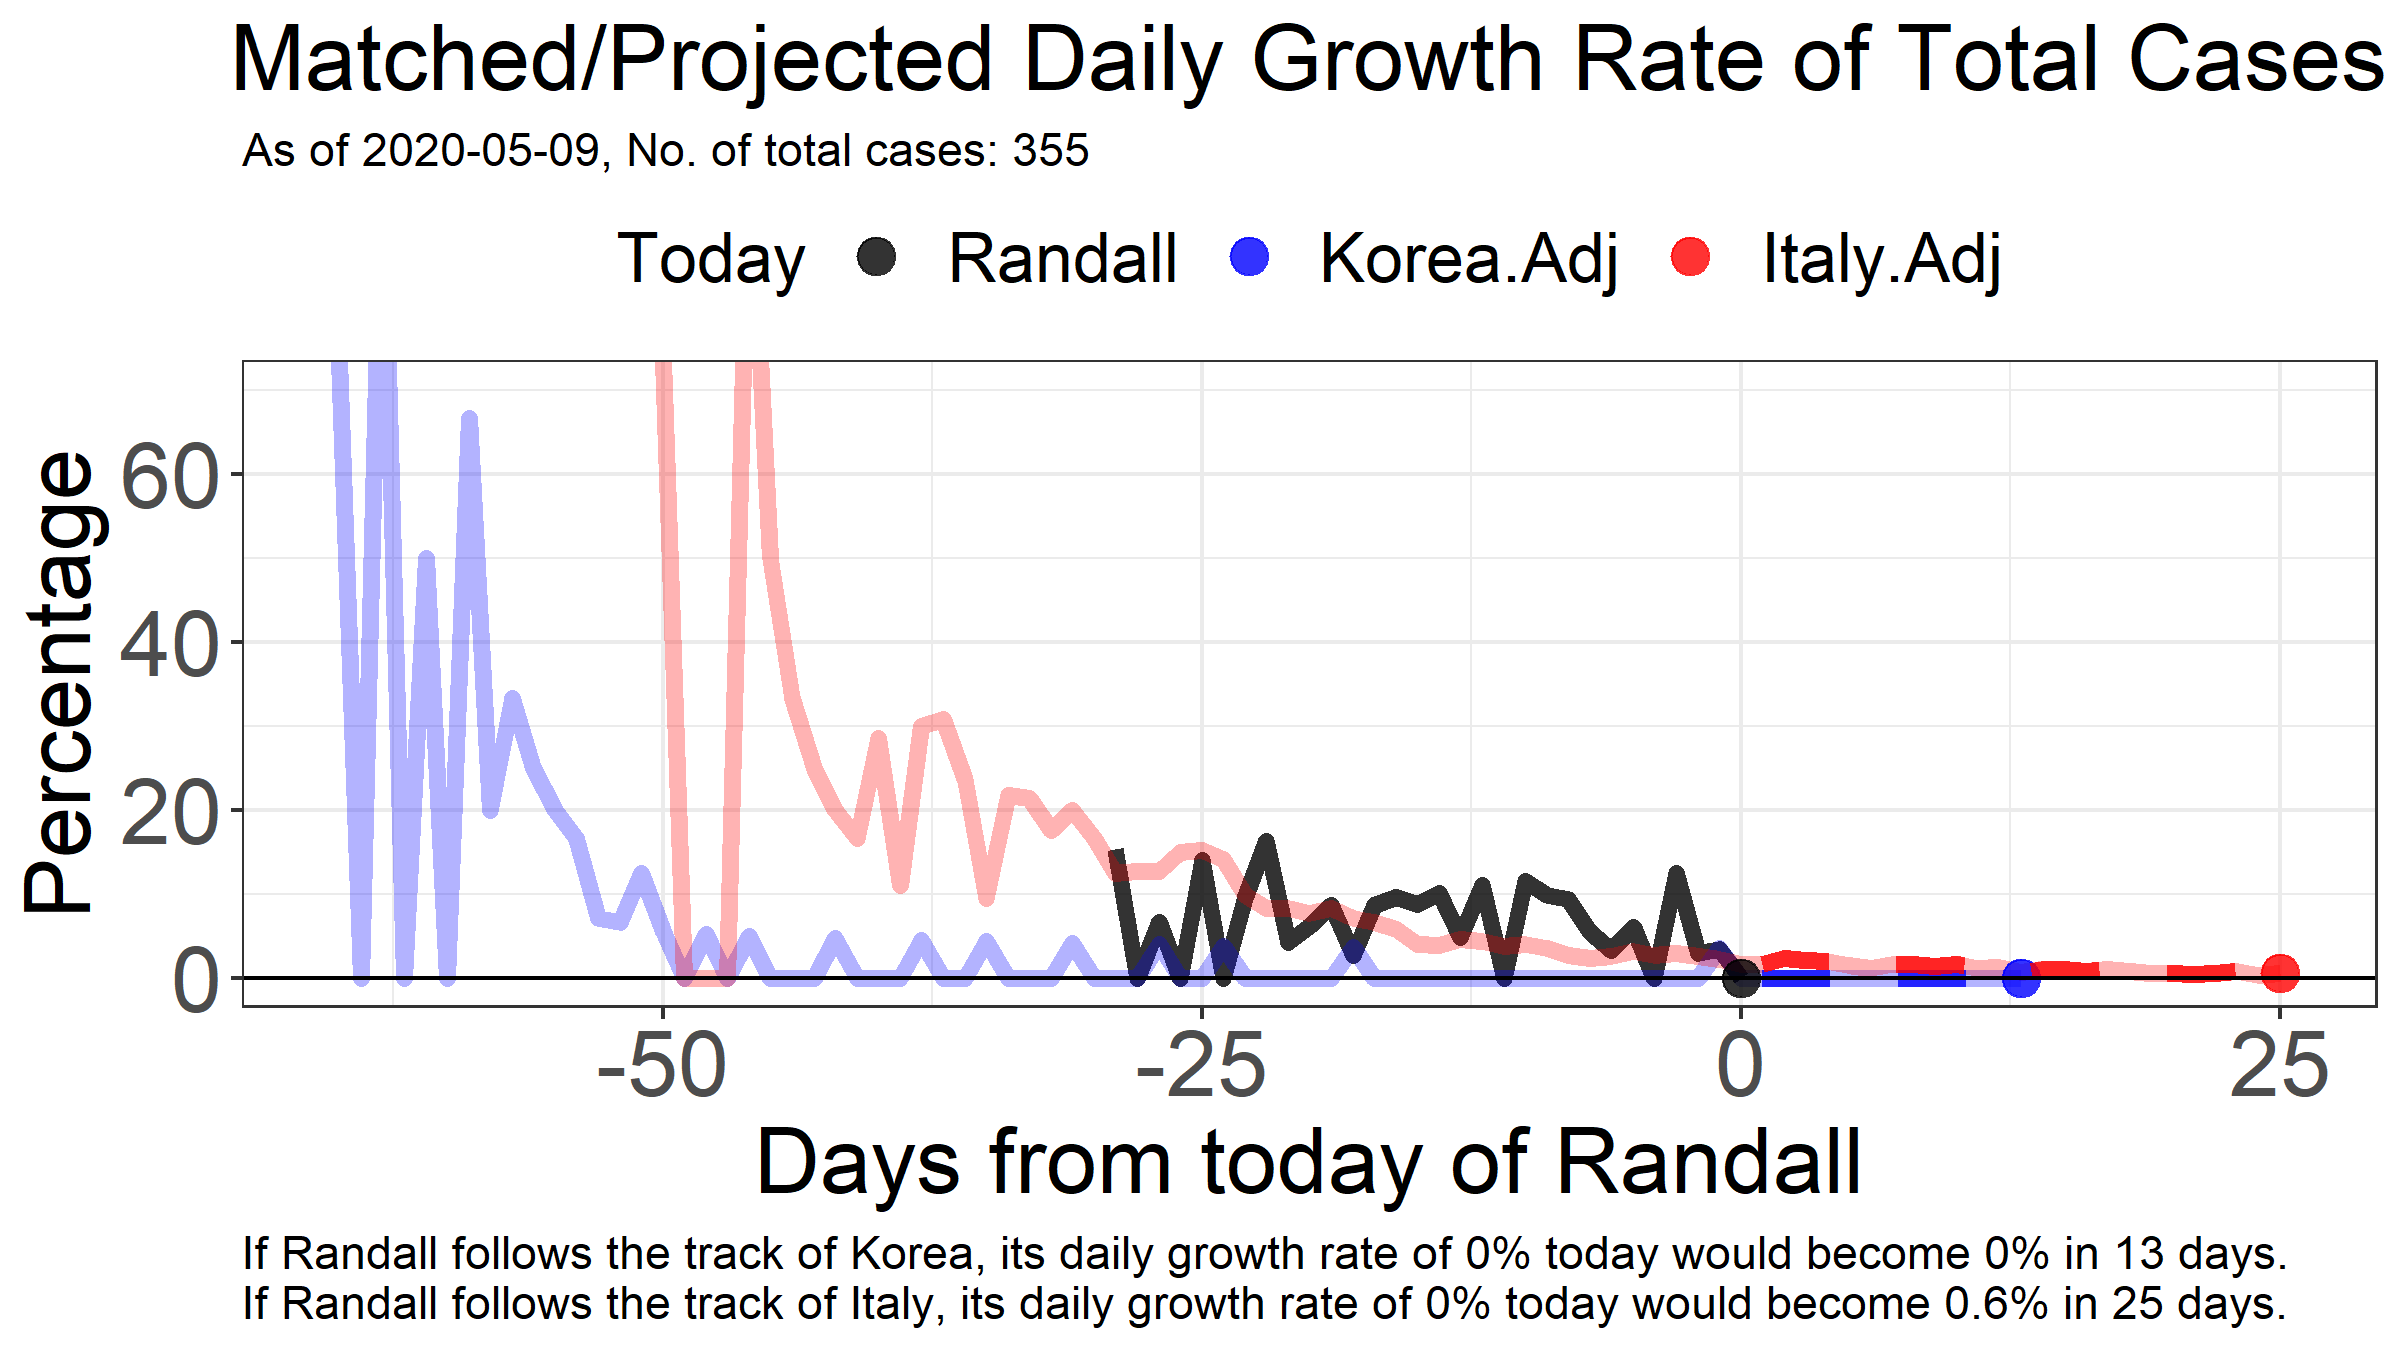 Matched/Projected Daily Growth Rate of Total Cases
As of 2020-05-09, No. of total cases: 355
Today Randall Korea.Adj Italy.Adj
Percentage
60
40
20
0
-50 -25 0 25
Days from today of Randall
If Randall follows the track of Korea, its daily growth rate of 0% today would become 0% in 13 days.
If Randall follows the track of Italy, its daily growth rate of 0% today would become 0.6% in 25 days.